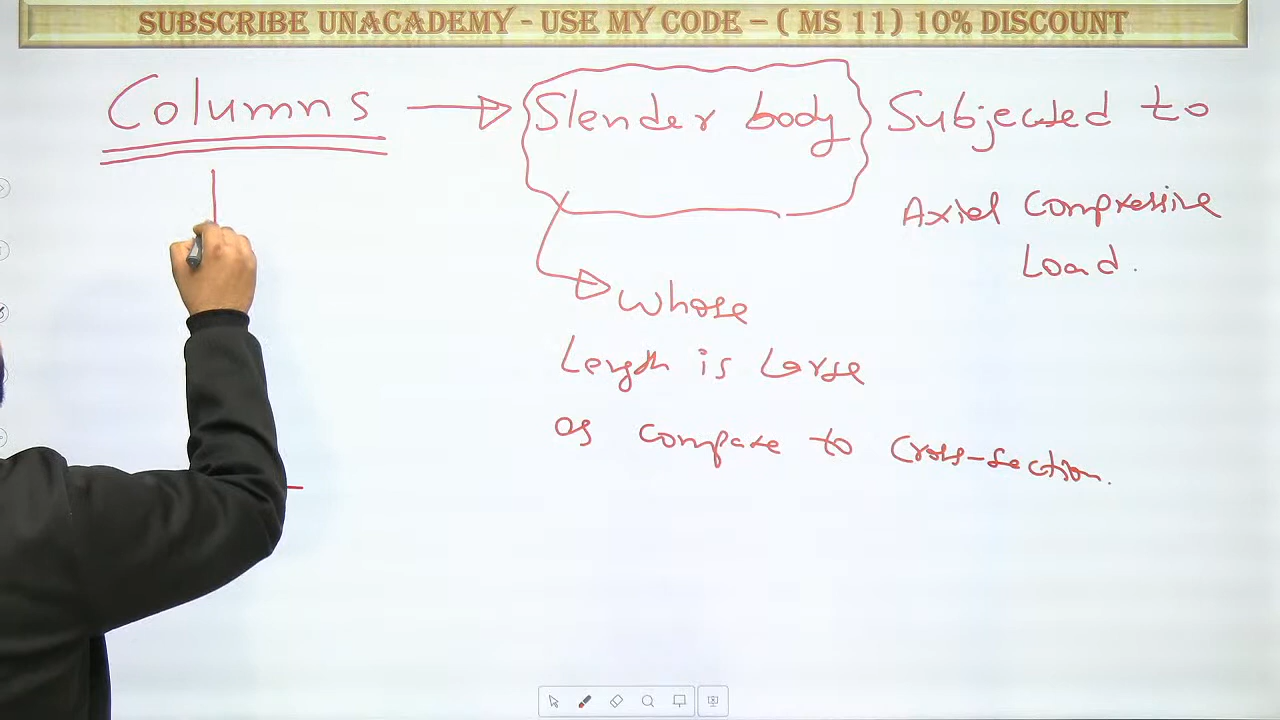 SUBSCRIBE UNACADEMY - USE MY CODE – ( MS 11) 10% DISCOUNT
Columns → Slender body Subjected to
Axial Compressive
Load.
Whose
Length is Large
as compare to Cross-section.